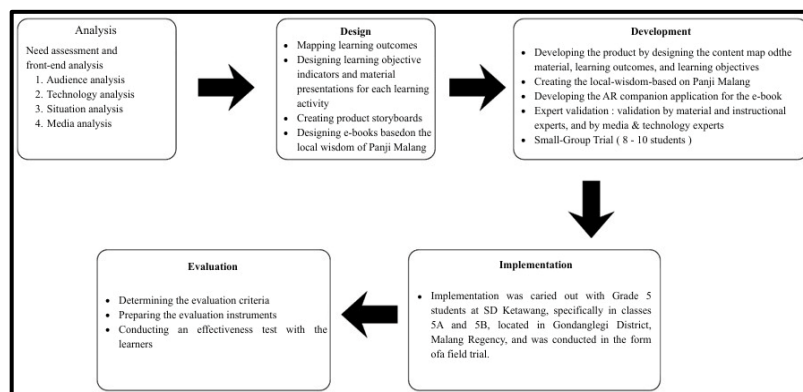 Analysis
Need assessment and
front-end analysis
1. Audience analysis
2. Technology analysis
3. Situation analysis
4. Media analysis
Design
• Mapping learning outcomes
• Designing learning objective
indicators and material
presentations for each learning
activity
• Creating product storyboards
• Designing e-books basedon the
local wisdom of Panji Malang
Development
• Developing the product by designing the content map odthe
material, learning outcomes, and learning objectives
• Creating the local-wisdom-based on Panji Malang
• Developing the AR companion application for the e-book
• Expert validation : validation by material and instructional
experts, and by media & technology experts
• Small-Group Trial ( 8 - 10 students )
Implementation
• Implementation was caried out with Grade 5
students at SD Ketawang, specifically in classes
5A and 5B, located in Gondanglegi District,
Malang Regency, and was conducted in the form
ofa field trial.
Evaluation
• Determining the evaluation criteria
• Preparing the evaluation instruments
• Conducting an effectiveness test with the
learners